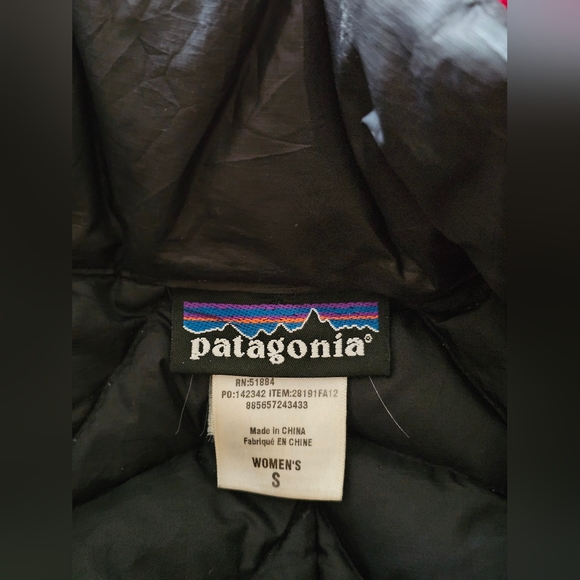 patagonia®
RN:51884
PO:142342 ITEM:28191FA12
885657243433
Made in CHINA
Fabriqué EN CHINE
WOMEN'S
S